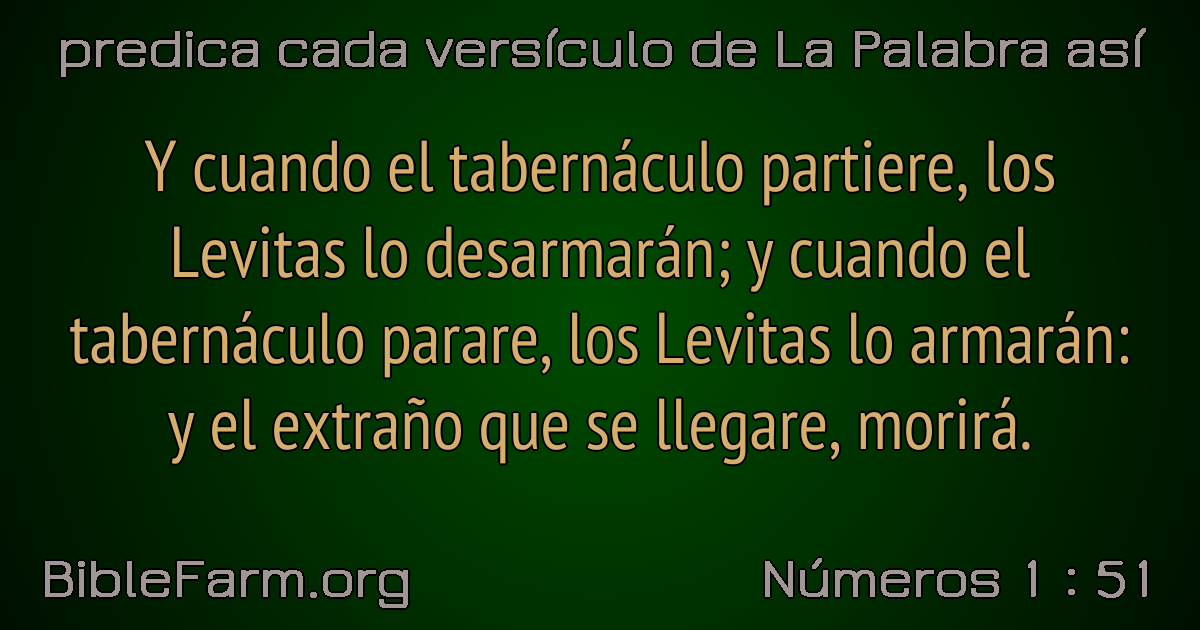 predica cada versículo de La Palabra así
Y cuando el tabernáculo partiere, los
Levitas lo desarmarán; y cuando el
tabernáculo parare, los Levitas lo armarán:
y el extraño que se llegare, morirá.
BibleFarm.org
Números 1 : 51